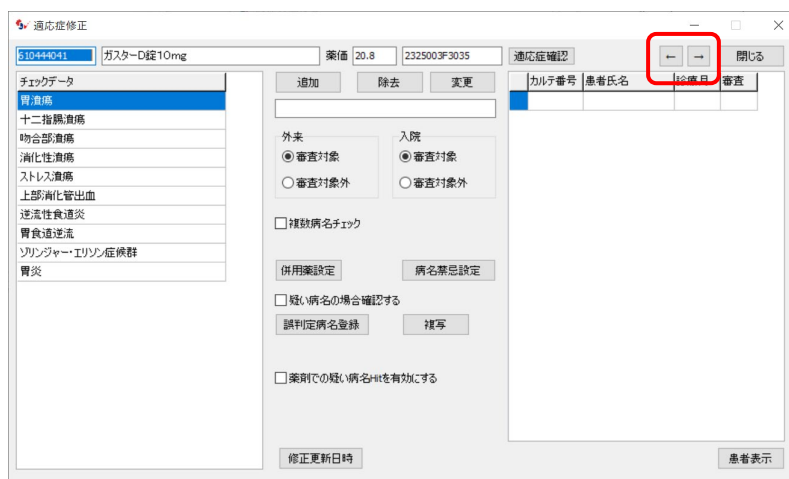 適応症修正
610444041 ガスターD錠10mg 薬価 20.8 2325003F3035 適応症確認 ← → 閉じる
チェックデータ
胃潰瘍
十二指腸潰瘍
吻合部潰瘍
消化性潰瘍
ストレス潰瘍
上部消化管出血
逆流性食道炎
胃食道逆流
ゾリンジャー・エリソン症候群
胃炎
追加 除去 変更
外来 入院
審査対象 審査対象
審査対象外 審査対象外
複数病名チェック
併用薬設定 病名禁忌設定
疑い病名の場合確認する
誤判定病名登録 複写
薬剤での疑い病名Hitを有効にする
修正更新日時
カルテ番号 患者氏名 診療月 審査
患者表示